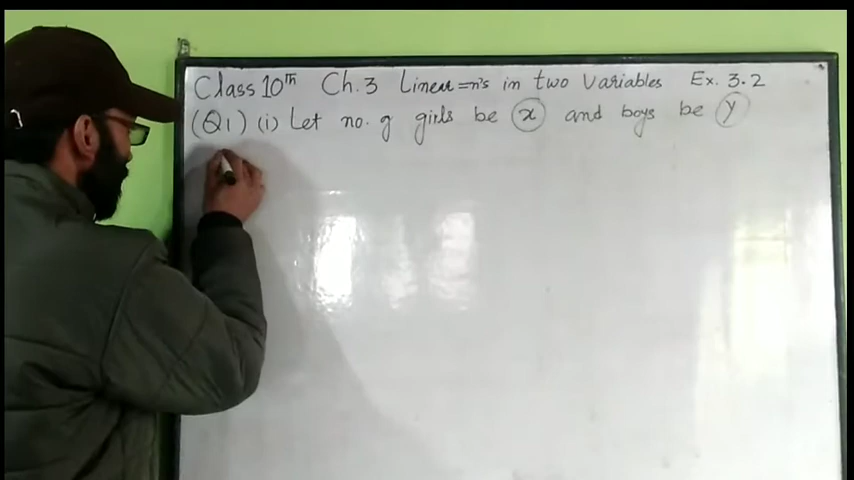 Class 10th Ch. 3 Linear =n's in two Variables Ex. 3.2
(Q1) (i) Let no. of girls be x and boys be y